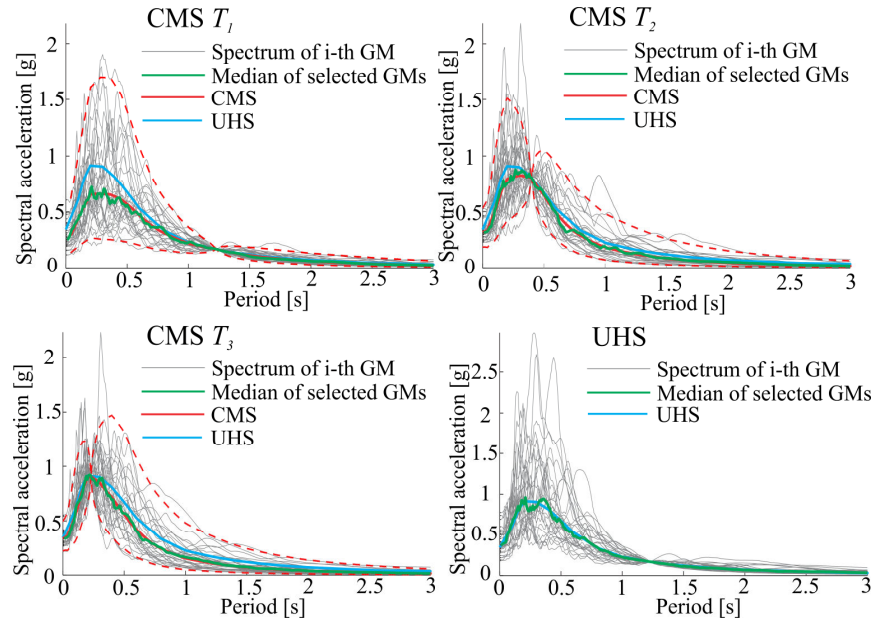 CMS T1
Spectral acceleration [g]
2
1.5
1
0.5
0
Spectrum of i-th GM
Median of selected GMs
CMS
UHS
0 0.5 1 1.5 2 2.5 3
Period [s]
CMS T2
Spectral acceleration [g]
2
1.5
1
0.5
0
Spectrum of i-th GM
Median of selected GMs
CMS
UHS
0 0.5 1 1.5 2 2.5 3
Period [s]
CMS T3
Spectral acceleration [g]
2
1.5
1
0.5
0
Spectrum of i-th GM
Median of selected GMs
CMS
UHS
0 0.5 1 1.5 2 2.5 3
Period [s]
UHS
Spectral acceleration [g]
2.5
2
1.5
1
0.5
0
Spectrum of i-th GM
Median of selected GMs
UHS
0 0.5 1 1.5 2 2.5 3
Period [s]